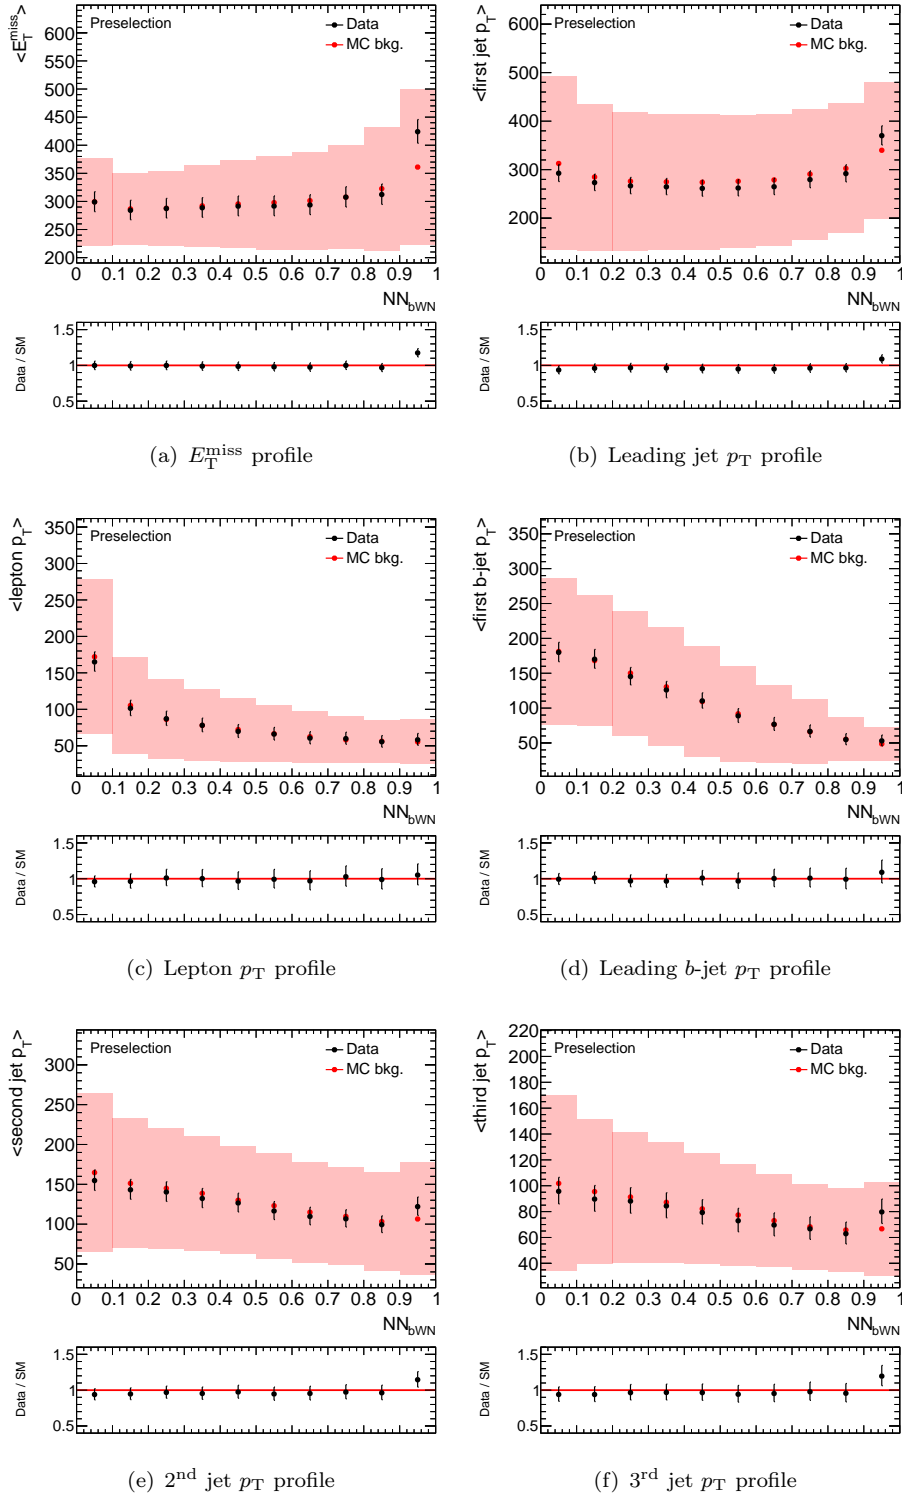 <E_T^miss>
650
600
550
500
450
400
350
300
250
200
Preselection
Data
MC bkg.
0 0.1 0.2 0.3 0.4 0.5 0.6 0.7 0.8 0.9 1
NN_bWN
Data / SM
1.5
1
0.5
(a) E_T^miss profile
<first jet p_T>
600
500
400
300
200
Preselection
Data
MC bkg.
0 0.1 0.2 0.3 0.4 0.5 0.6 0.7 0.8 0.9 1
NN_bWN
Data / SM
1.5
1
0.5
(b) Leading jet p_T profile
<lepton p_T>
350
300
250
200
150
100
50
Preselection
Data
MC bkg.
0 0.1 0.2 0.3 0.4 0.5 0.6 0.7 0.8 0.9 1
NN_bWN
Data / SM
1.5
1
0.5
(c) Lepton p_T profile
<first b-jet p_T>
350
300
250
200
150
100
50
Preselection
Data
MC bkg.
0 0.1 0.2 0.3 0.4 0.5 0.6 0.7 0.8 0.9 1
NN_bWN
Data / SM
1.5
1
0.5
(d) Leading b-jet p_T profile
<second jet p_T>
300
250
200
150
100
50
Preselection
Data
MC bkg.
0 0.1 0.2 0.3 0.4 0.5 0.6 0.7 0.8 0.9 1
NN_bWN
Data / SM
1.5
1
0.5
(e) 2^nd jet p_T profile
<third jet p_T>
220
200
180
160
140
120
100
80
60
40
Preselection
Data
MC bkg.
0 0.1 0.2 0.3 0.4 0.5 0.6 0.7 0.8 0.9 1
NN_bWN
Data / SM
1.5
1
0.5
(f) 3^rd jet p_T profile